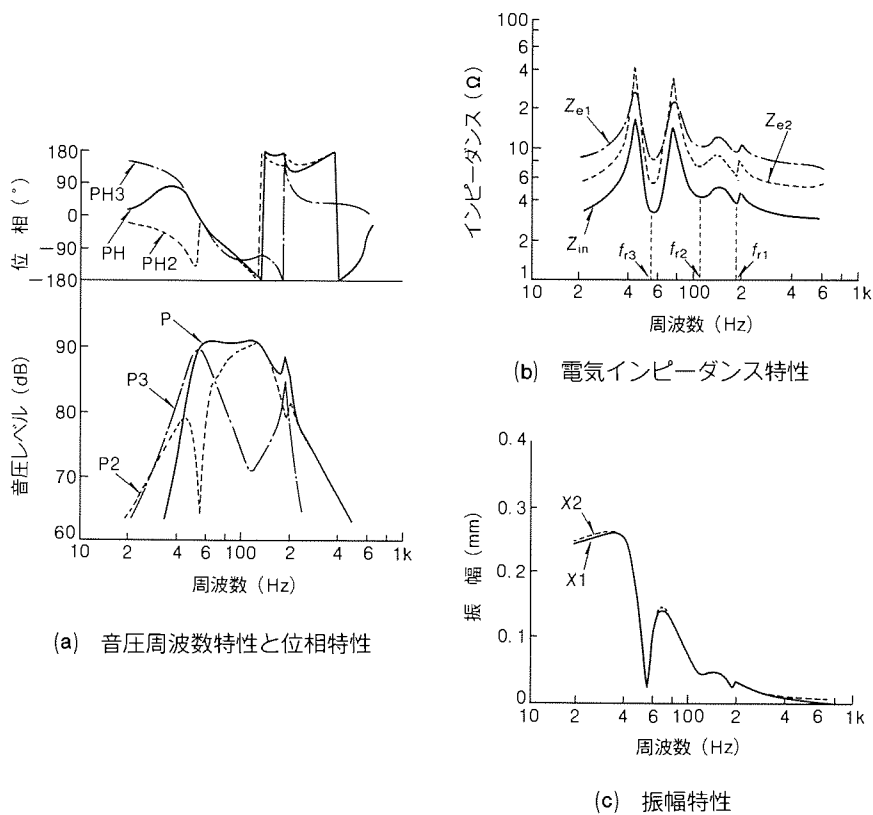 180
90
0
−90
−180
位 相 (°)
PH3
PH
PH2
90
80
70
60
音圧レベル (dB)
P
P3
P2
10 2 4 6 100 2 4 6 1k
周波数 (Hz)
(a) 音圧周波数特性と位相特性
100
6
4
2
10
6
4
2
1
インピーダンス (Ω)
Ze1
Ze2
Zin
fr3 fr2 fr1
10 2 4 6 100 2 4 6 1k
周波数 (Hz)
(b) 電気インピーダンス特性
0.4
0.3
0.2
0.1
0
振 幅 (mm)
X2
X1
10 2 4 6 100 2 4 6 1k
周波数 (Hz)
(c) 振幅特性